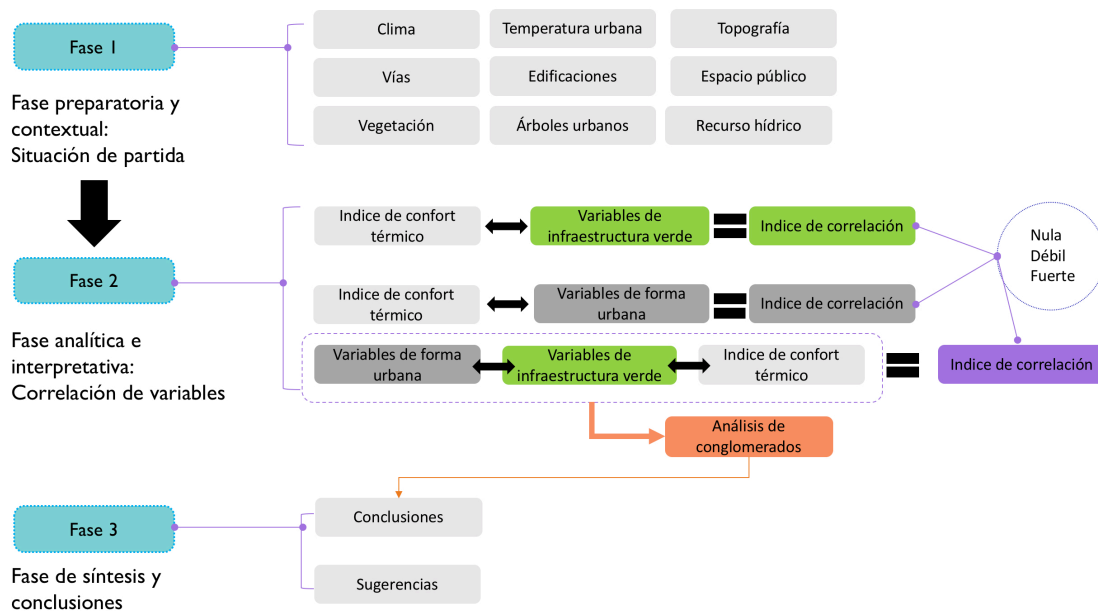 Fase 1
Clima
Temperatura urbana
Topografía
Vías
Edificaciones
Espacio público
Vegetación
Árboles urbanos
Recurso hídrico
Fase preparatoria y
contextual:
Situación de partida
Fase 2
Indice de confort
térmico
Variables de
infraestructura verde
Indice de correlación
Nula
Débil
Fuerte
Indice de confort
térmico
Variables de forma
urbana
Indice de correlación
Fase analítica e
interpretativa:
Correlación de variables
Variables de forma
urbana
Variables de
infraestructura verde
Indice de confort
térmico
Indice de correlación
Análisis de
conglomerados
Fase 3
Conclusiones
Sugerencias
Fase de síntesis y
conclusiones